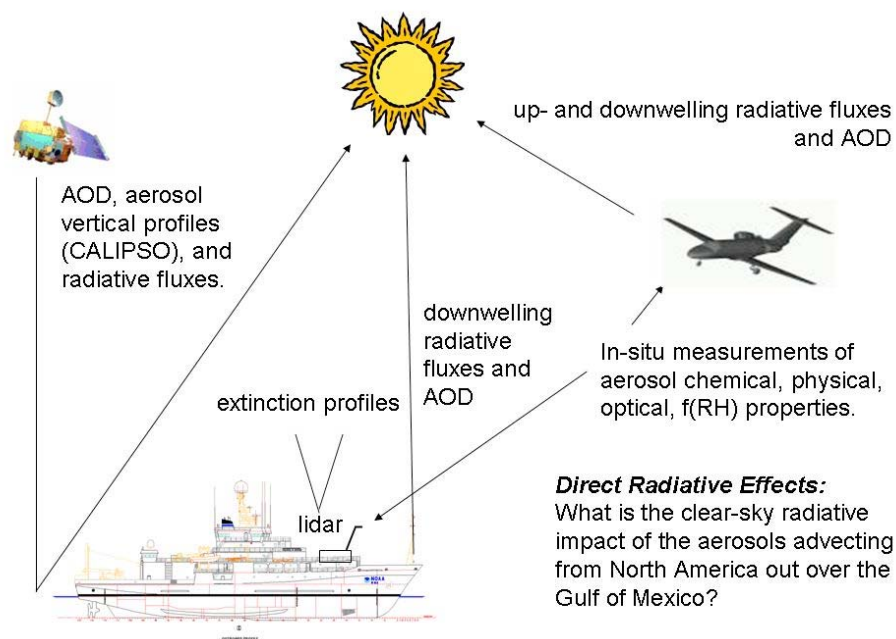 up- and downwelling radiative fluxes
and AOD
AOD, aerosol
vertical profiles
(CALIPSO), and
radiative fluxes.
downwelling
radiative
fluxes and
AOD
In-situ measurements of
aerosol chemical, physical,
optical, f(RH) properties.
extinction profiles
lidar
Direct Radiative Effects:
What is the clear-sky radiative
impact of the aerosols advecting
from North America out over the
Gulf of Mexico?
NOAA